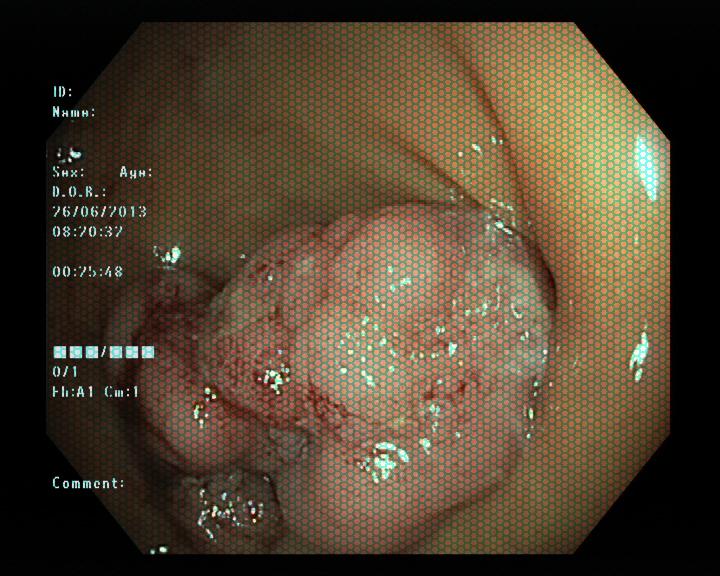 ID:
Name:
Sex: Age:
D.O.B.:
26/06/2013
08:20:32
00:25:48
■■■/■■■
0/1
Eh:A1 Cm:1
Comment: